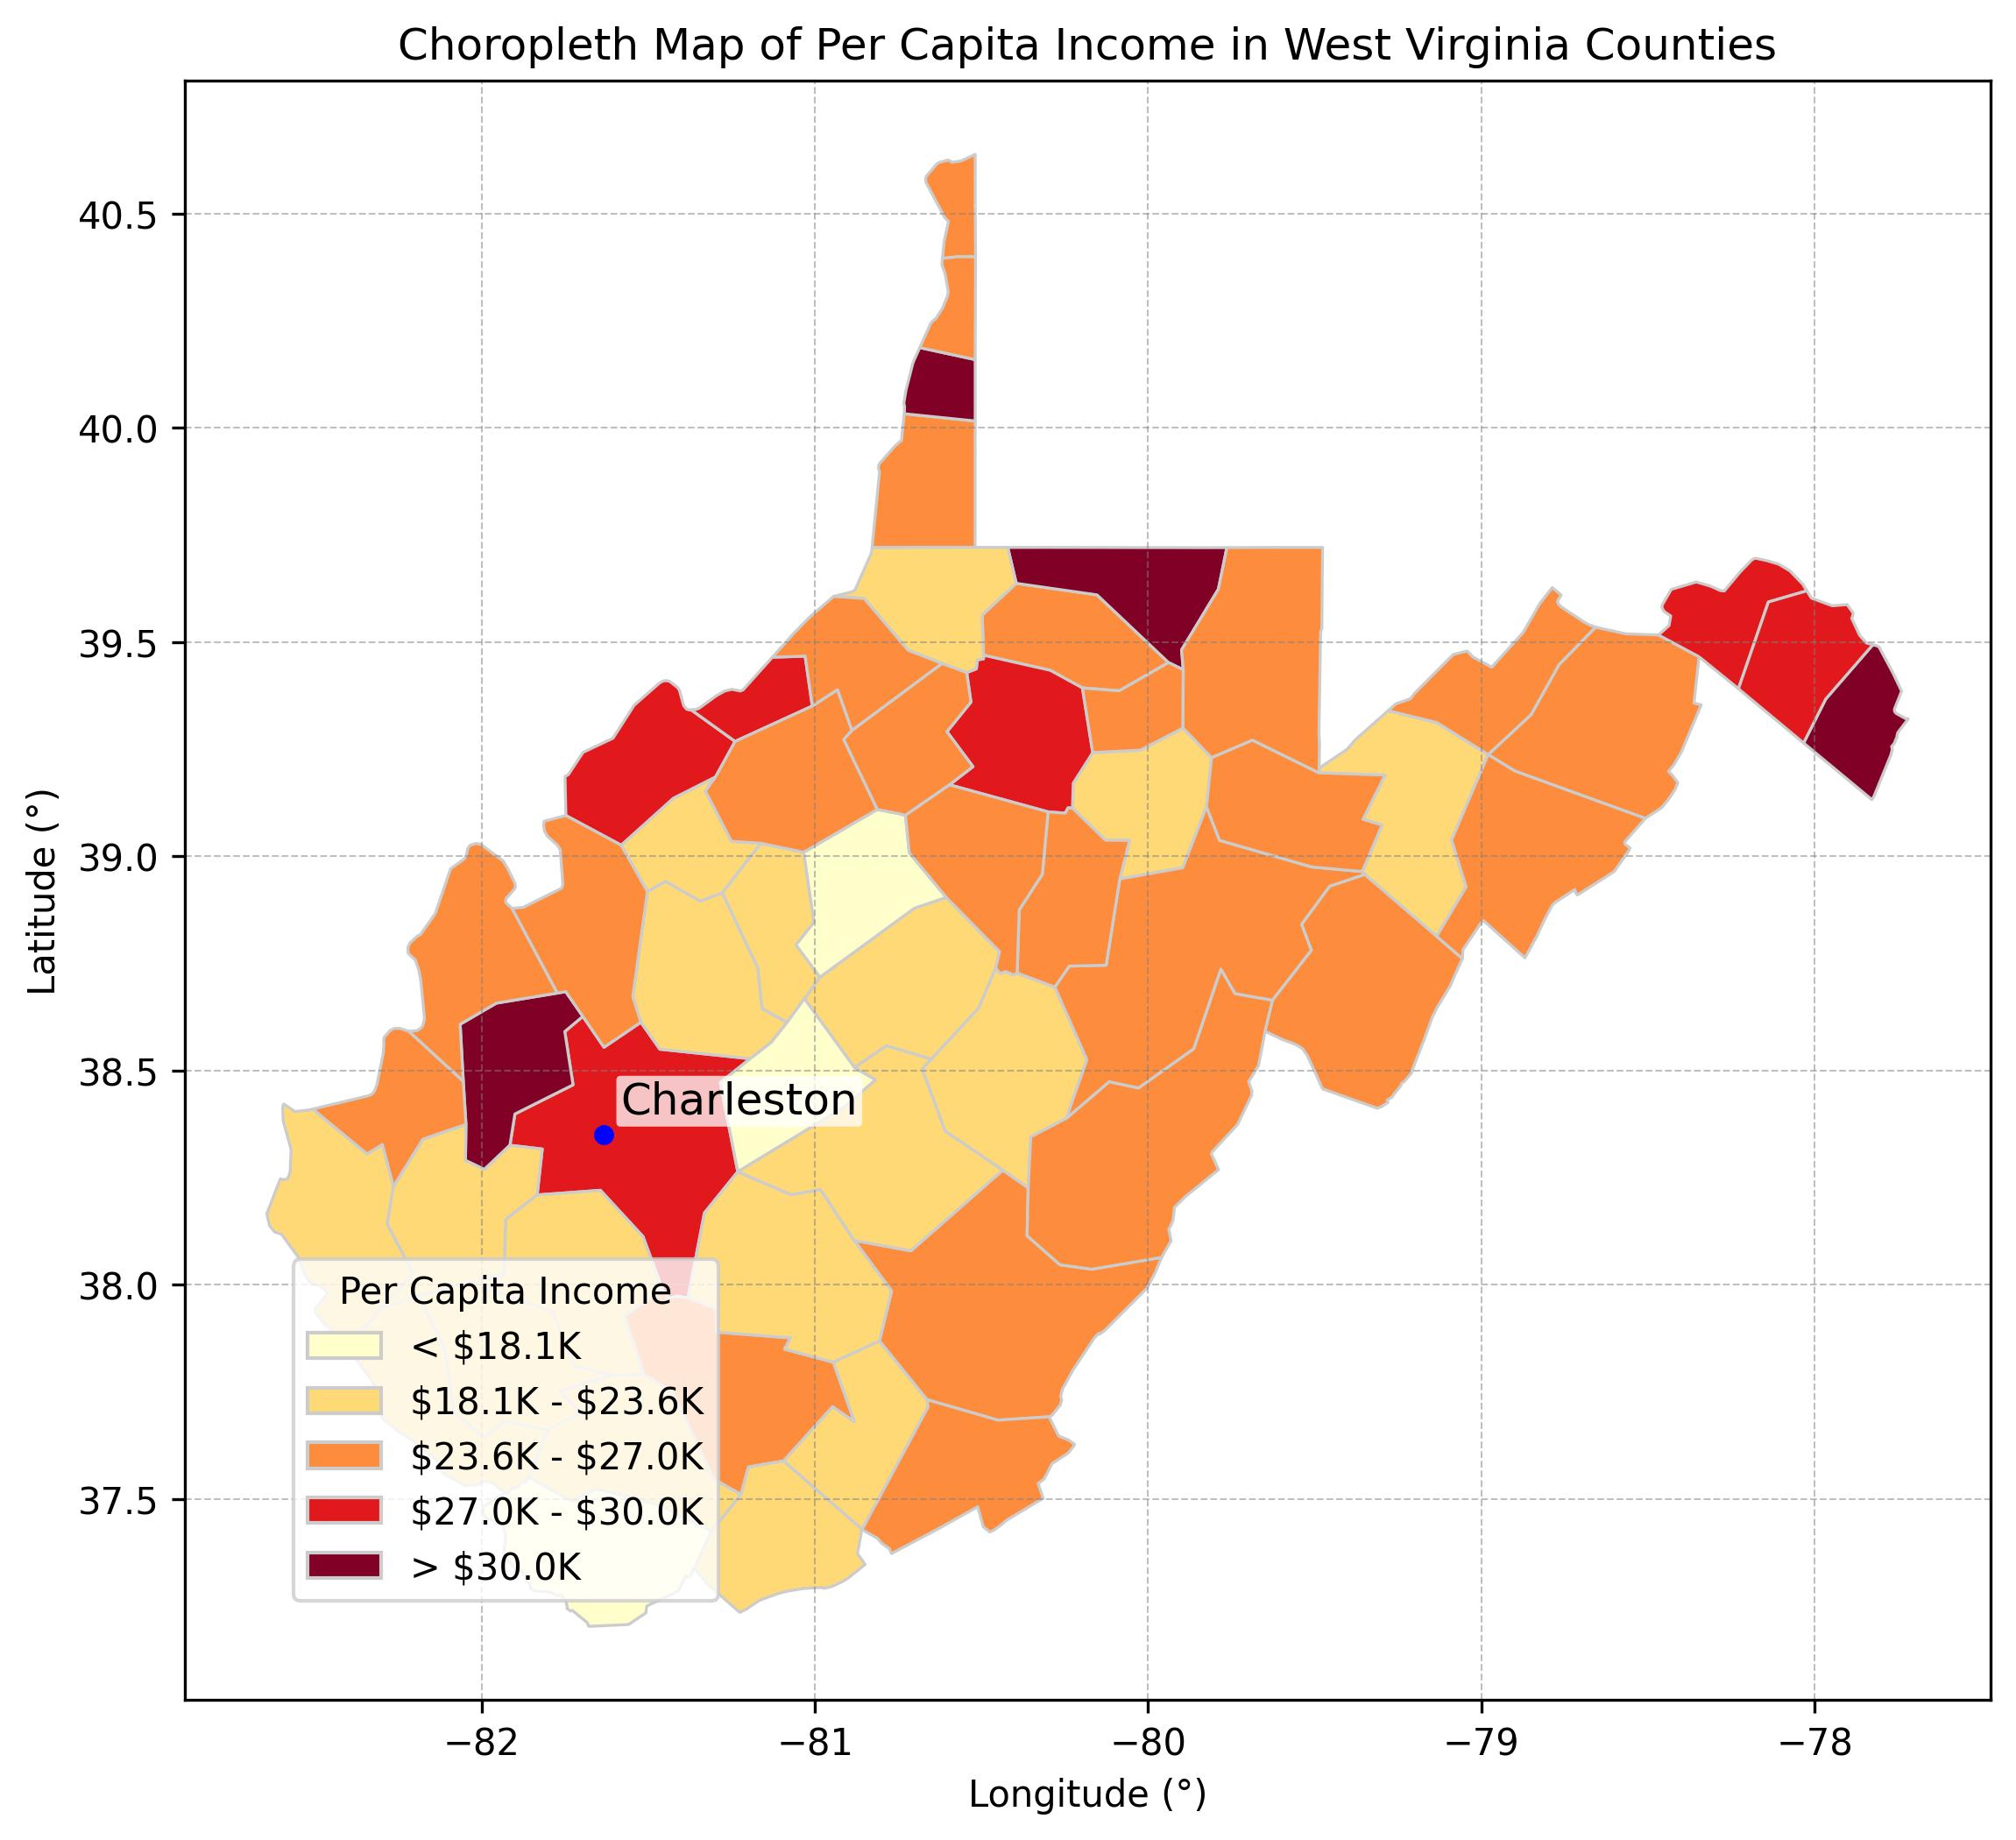 Choropleth Map of Per Capita Income in West Virginia Counties
Latitude (°)
40.5
40.0
39.5
39.0
38.5
38.0
37.5
Charleston
Per Capita Income
< $18.1K
$18.1K - $23.6K
$23.6K - $27.0K
$27.0K - $30.0K
> $30.0K
−82
−81
−80
−79
−78
Longitude (°)